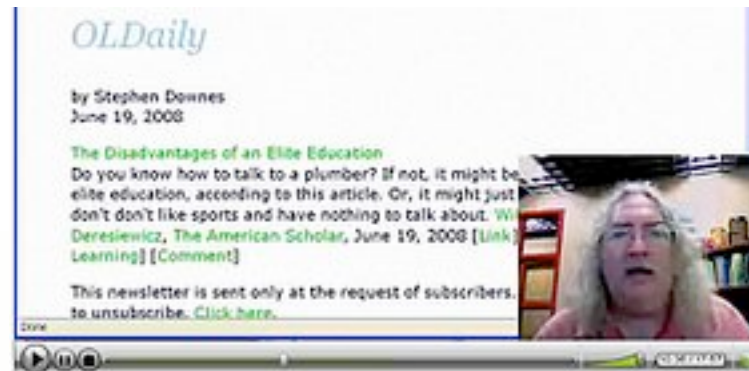 OLDaily
by Stephen Downes
June 19, 2008
The Disadvantages of an Elite Education
Do you know how to talk to a plumber? If not, it might be
elite education, according to this article. Or, it might just
don't don't like sports and have nothing to talk about.
Deresiewicz, The American Scholar, June 19, 2008 [Link]
Learning] [Comment]
This newsletter is sent only at the request of subscribers.
to unsubscribe. Click here.
Done